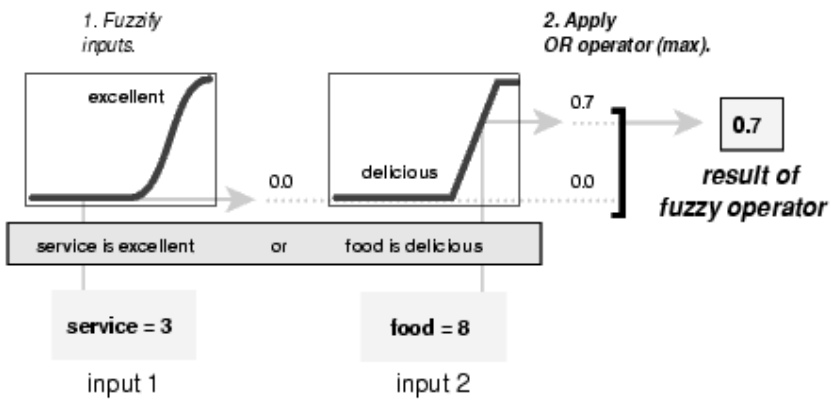 1. Fuzzify
inputs.
2. Apply
OR operator (max).
excellent
0.0
delicious
0.7
0.0
0.7
result of
fuzzy operator
service is excellent or food is delicious
service = 3
food = 8
input 1
input 2